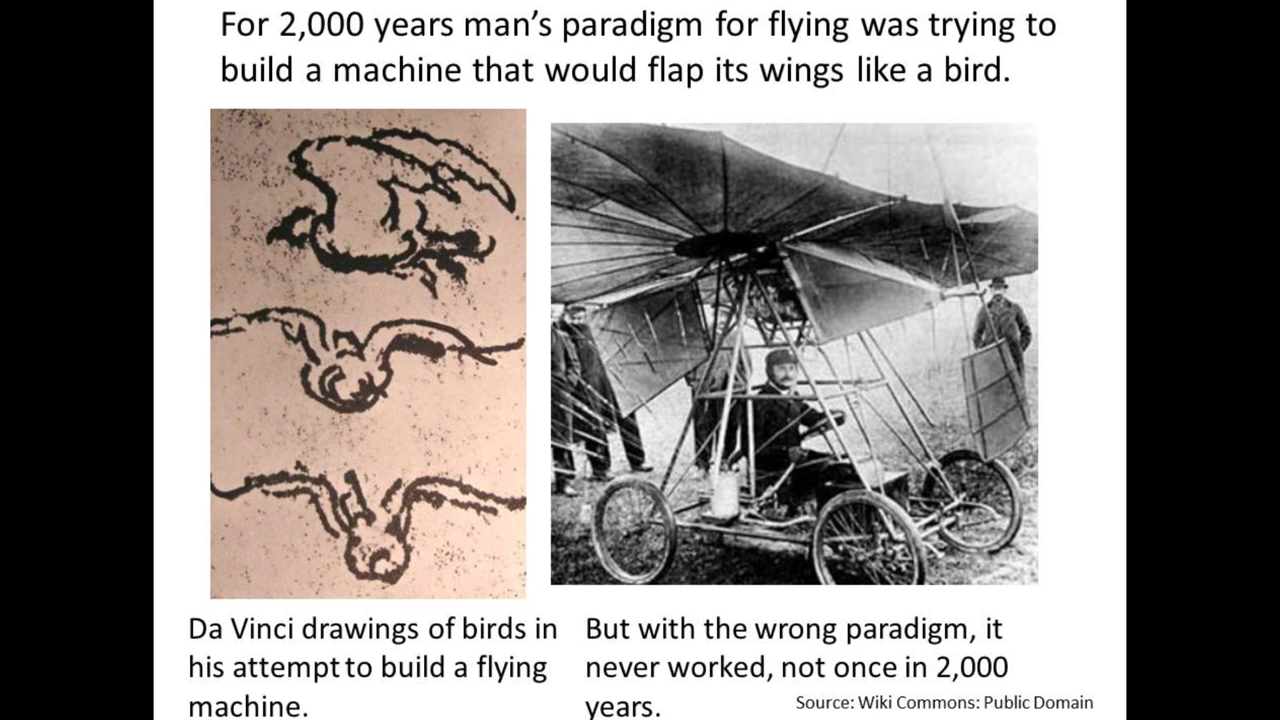 For 2,000 years man’s paradigm for flying was trying to
build a machine that would flap its wings like a bird.
Da Vinci drawings of birds in
his attempt to build a flying
machine.
But with the wrong paradigm, it
never worked, not once in 2,000
years.
Source: Wiki Commons: Public Domain